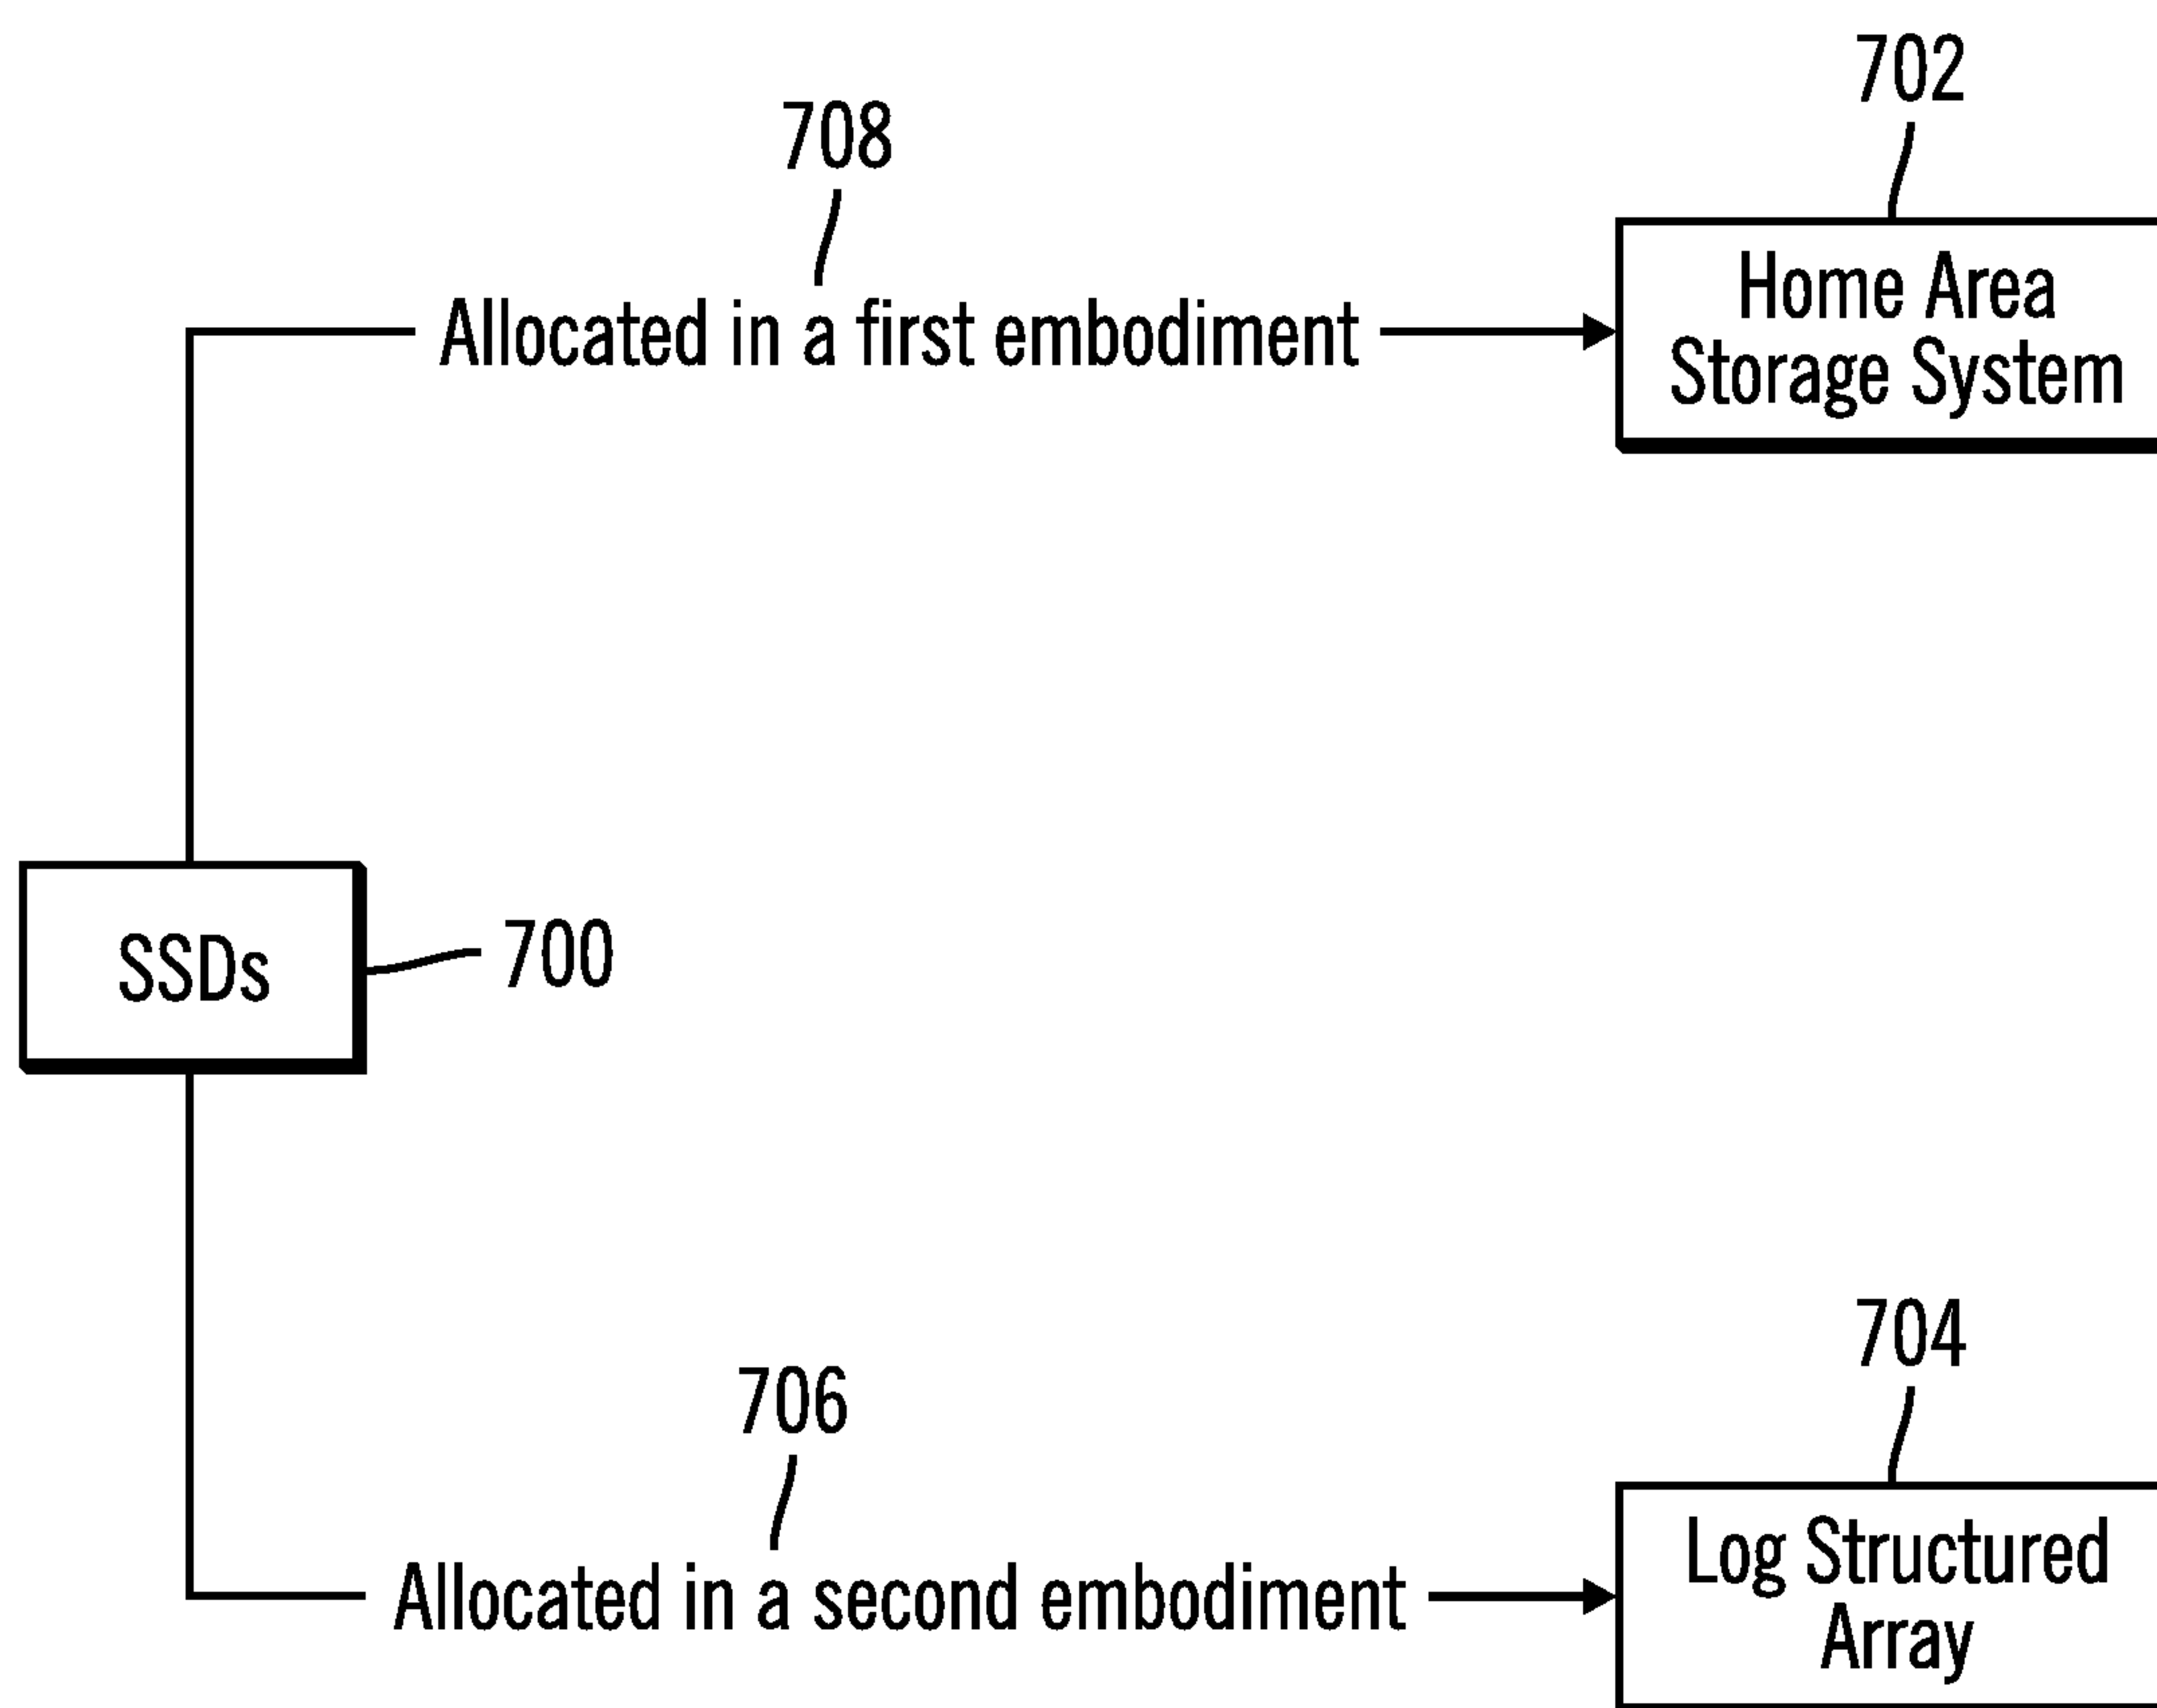 702
708
Home Area
Storage System
Allocated in a first embodiment
SSDs
700
704
706
Log Structured
Array
Allocated in a second embodiment